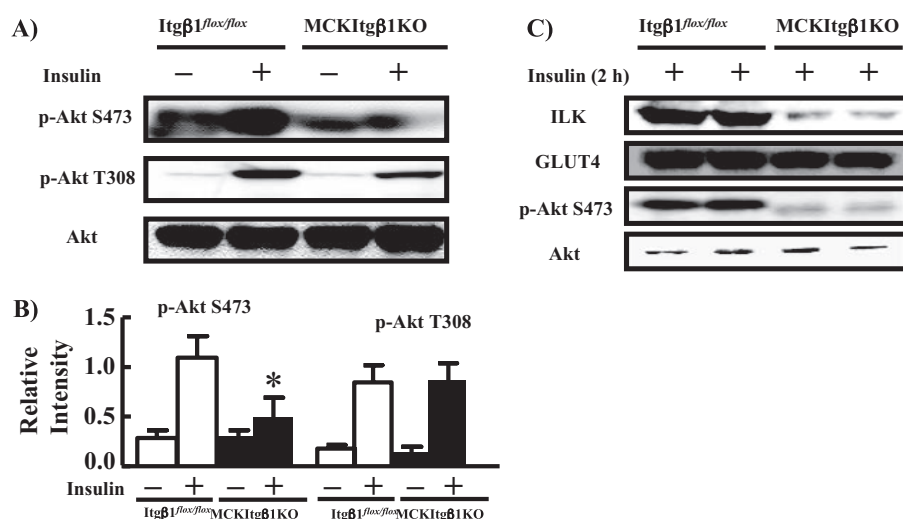 A)
Itgβ1flox/flox MCKItgβ1KO
Insulin − + − +
p-Akt S473
p-Akt T308
Akt
B)
p-Akt S473 p-Akt T308
Relative
Intensity
1.5
1.0
0.5
0.0
*
Insulin − + − + − + − +
Itgβ1flox/flox MCKItgβ1KO Itgβ1flox/flox MCKItgβ1KO
C)
Itgβ1flox/flox MCKItgβ1KO
Insulin (2 h) + + + +
ILK
GLUT4
p-Akt S473
Akt